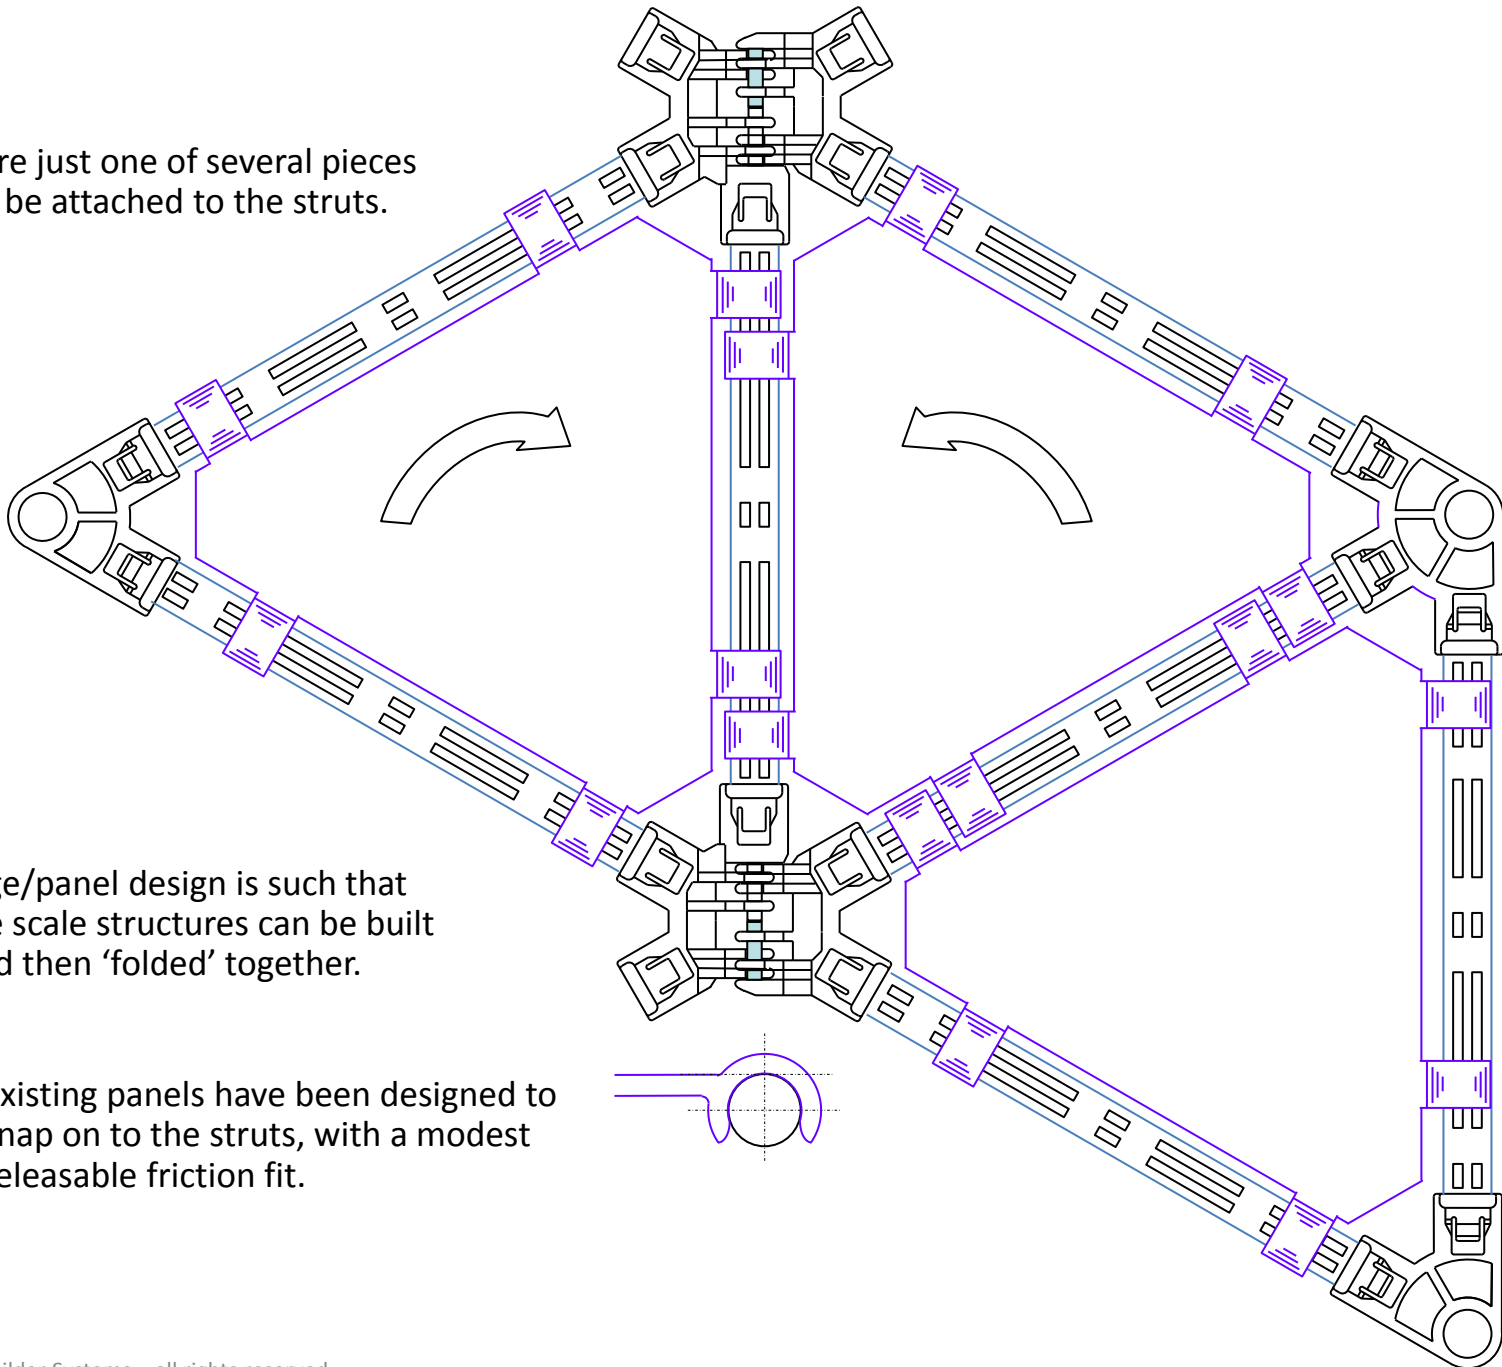 re just one of several pieces
be attached to the struts.
ge/panel design is such that
e scale structures can be built
d then ‘folded’ together.
xisting panels have been designed to
nap on to the struts, with a modest
eleasable friction fit.